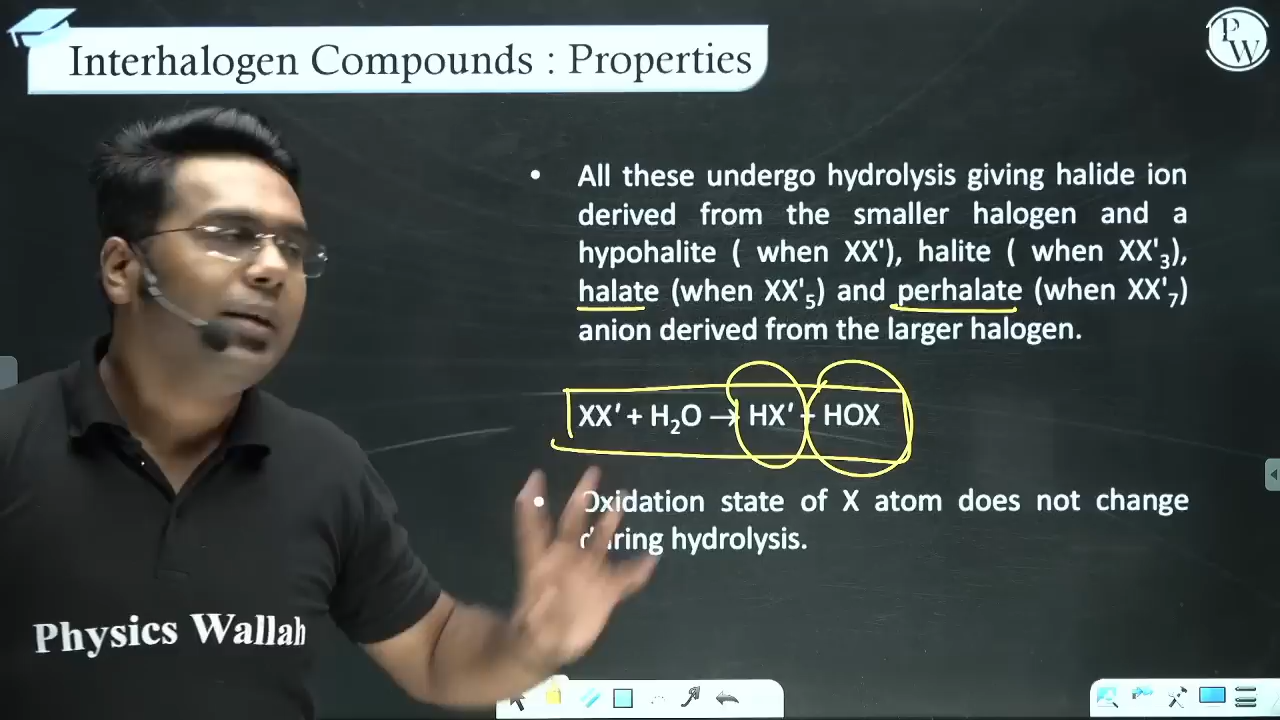 Interhalogen Compounds : Properties
P
W
• All these undergo hydrolysis giving halide ion
derived from the smaller halogen and a
hypohalite ( when XX'), halite ( when XX'₃),
halate (when XX'₅) and perhalate (when XX'₇)
anion derived from the larger halogen.
XX' + H₂O → HX' + HOX
• Oxidation state of X atom does not change
during hydrolysis.
Physics Wallah